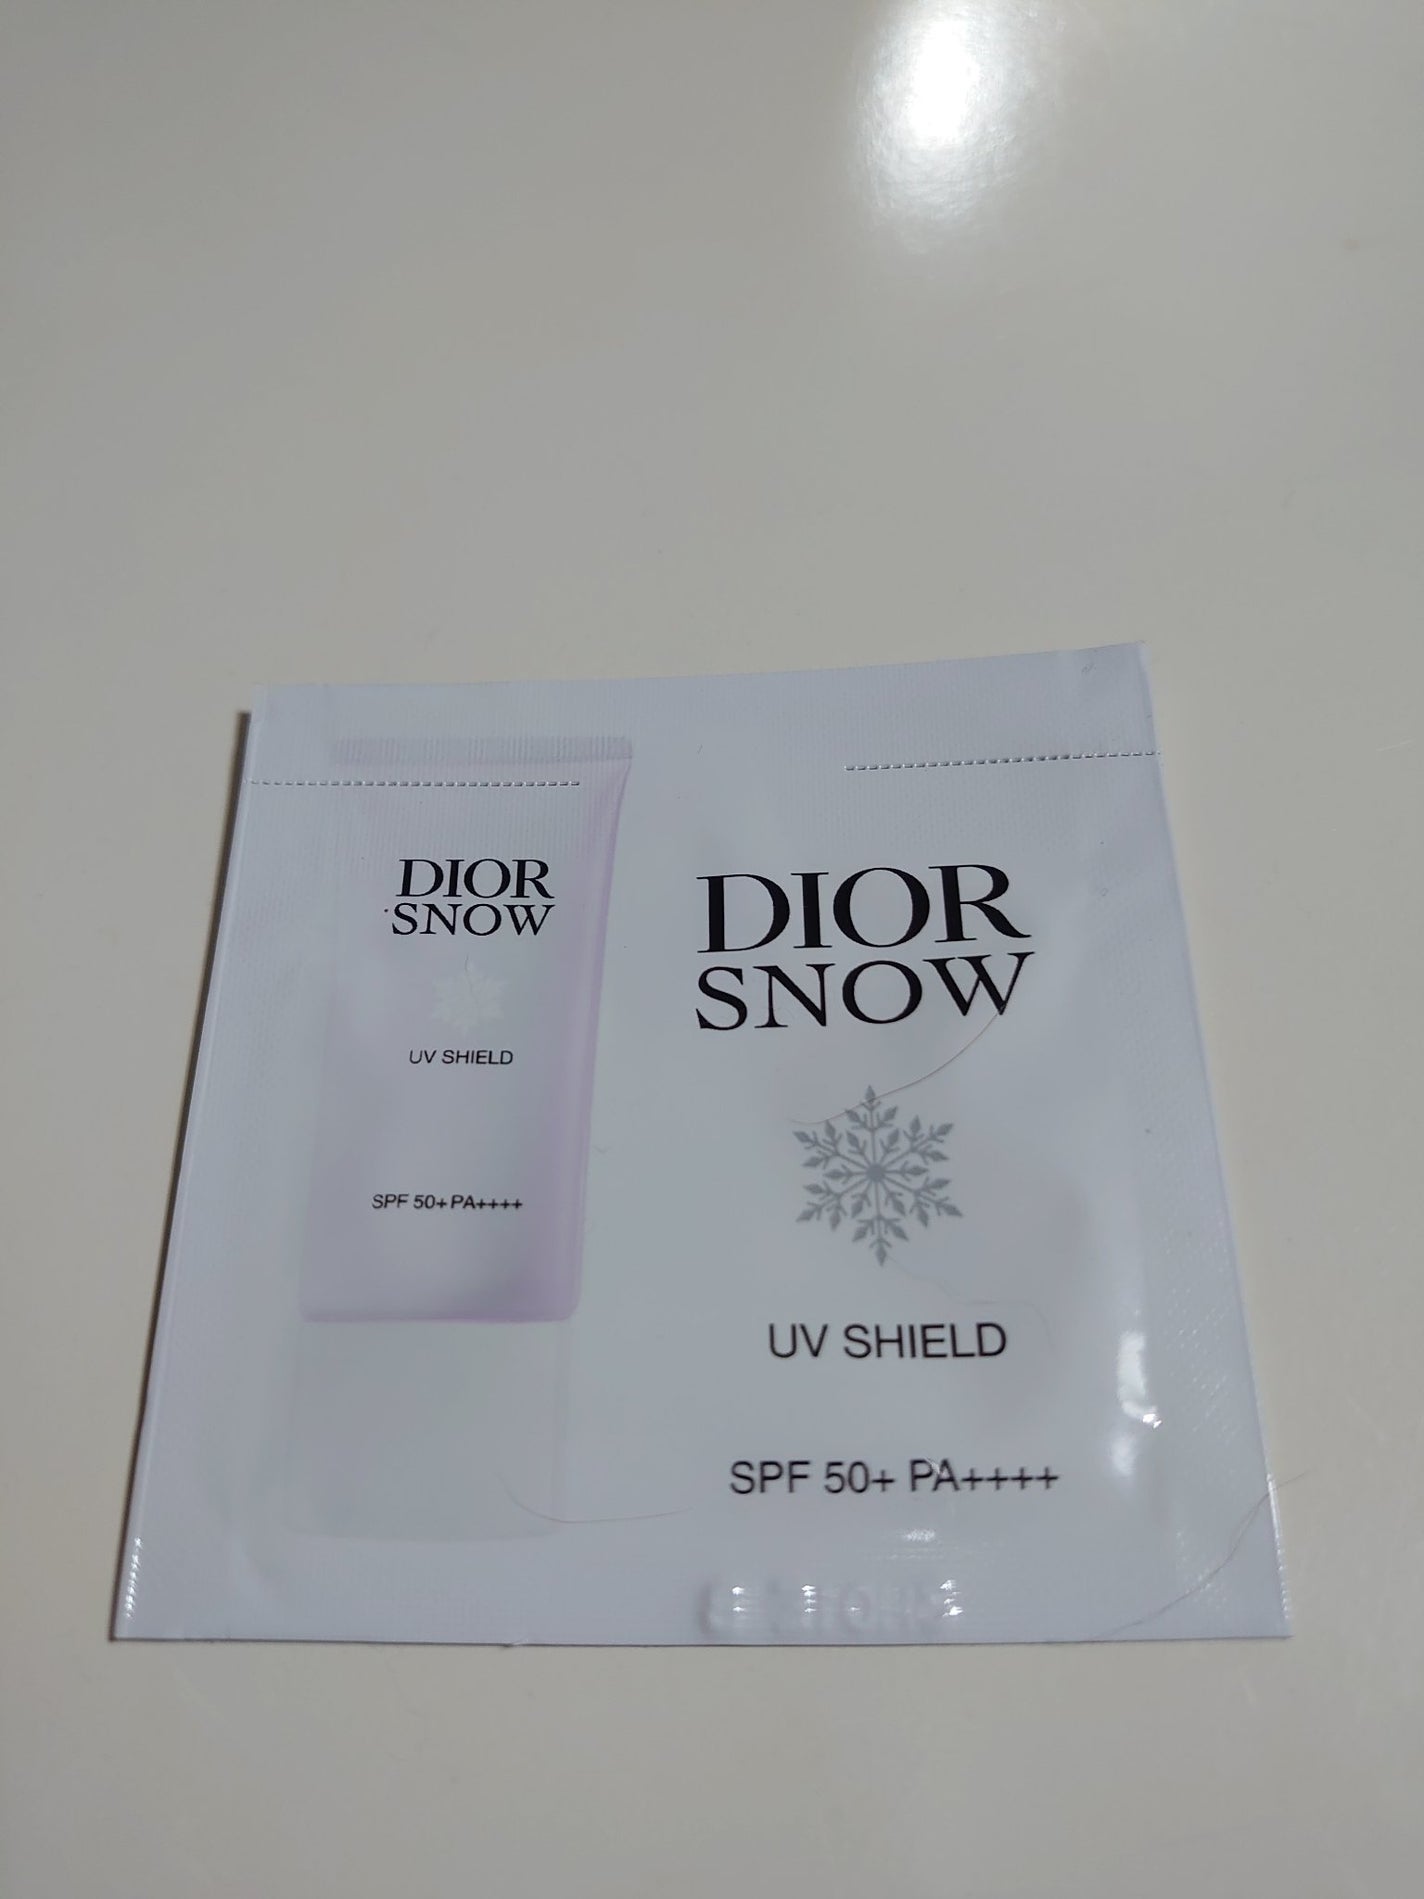 DIOR
SNOW
UV SHIELD
SPF 50+ PA++++
DIOR
SNOW
UV SHIELD
SPF 50+ PA++++